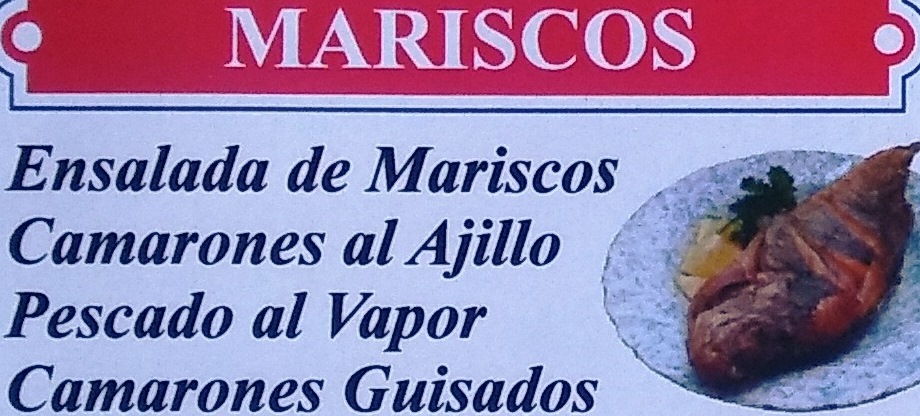 MARISCOS
Ensalada de Mariscos
Camarones al Ajillo
Pescado al Vapor
Camarones Guisados